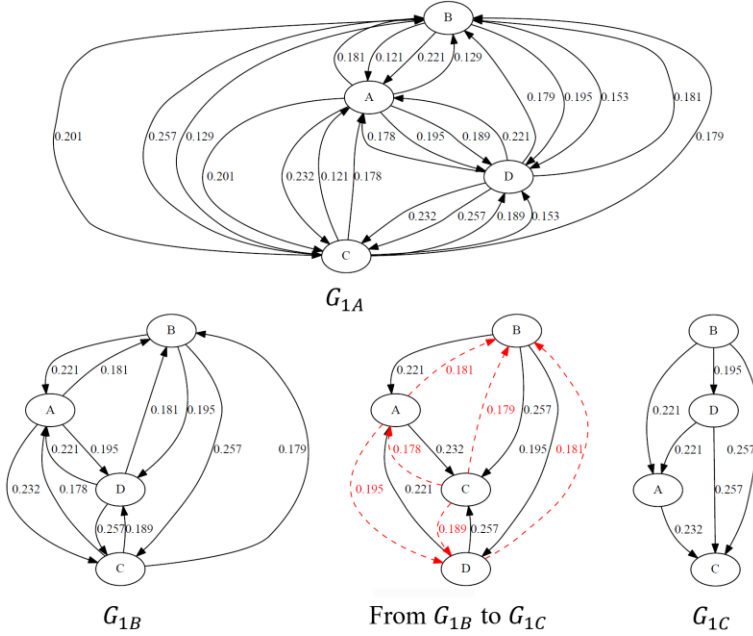 B
0.181 0.121 0.221 0.129
A
0.179 0.195 0.153 0.181
0.201 0.257 0.129 0.178 0.195 0.189 0.221 0.179
0.201 0.232 0.121 0.178 D
0.232 0.257 0.189 0.153
C
G1A
B
0.221 0.181
A
0.181 0.195
0.195
0.221
0.257 0.179
0.232 0.178
D
0.257 0.189
C
G1B
B
0.221 0.181
A
0.179 0.257
0.232
0.178 0.195 0.181
0.195 0.221
C
0.189 0.257
D
From G1B to G1C
B
0.195
0.221 D
0.221 0.257
A 0.257
0.232
C
G1C